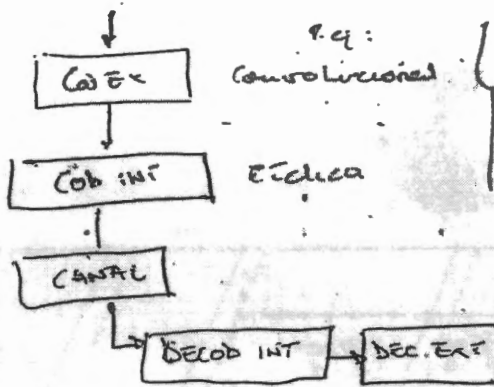 P.ej:
Cod Ex Convolucional
Cod INT Cíclica
CANAL
DECOD INT DEC. EXT